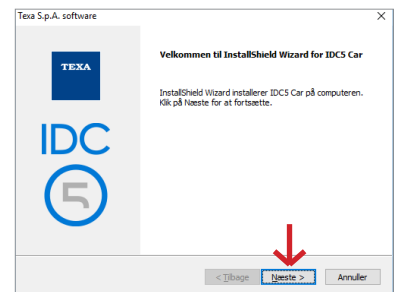 Texa S.p.A. software
TEXA
IDC
5
Velkommen til InstallShield Wizard for IDC5 Car
InstallShield Wizard installerer IDC5 Car på computeren.
Klik på Næste for at fortsætte.
< Tilbage
Næste >
Annuller